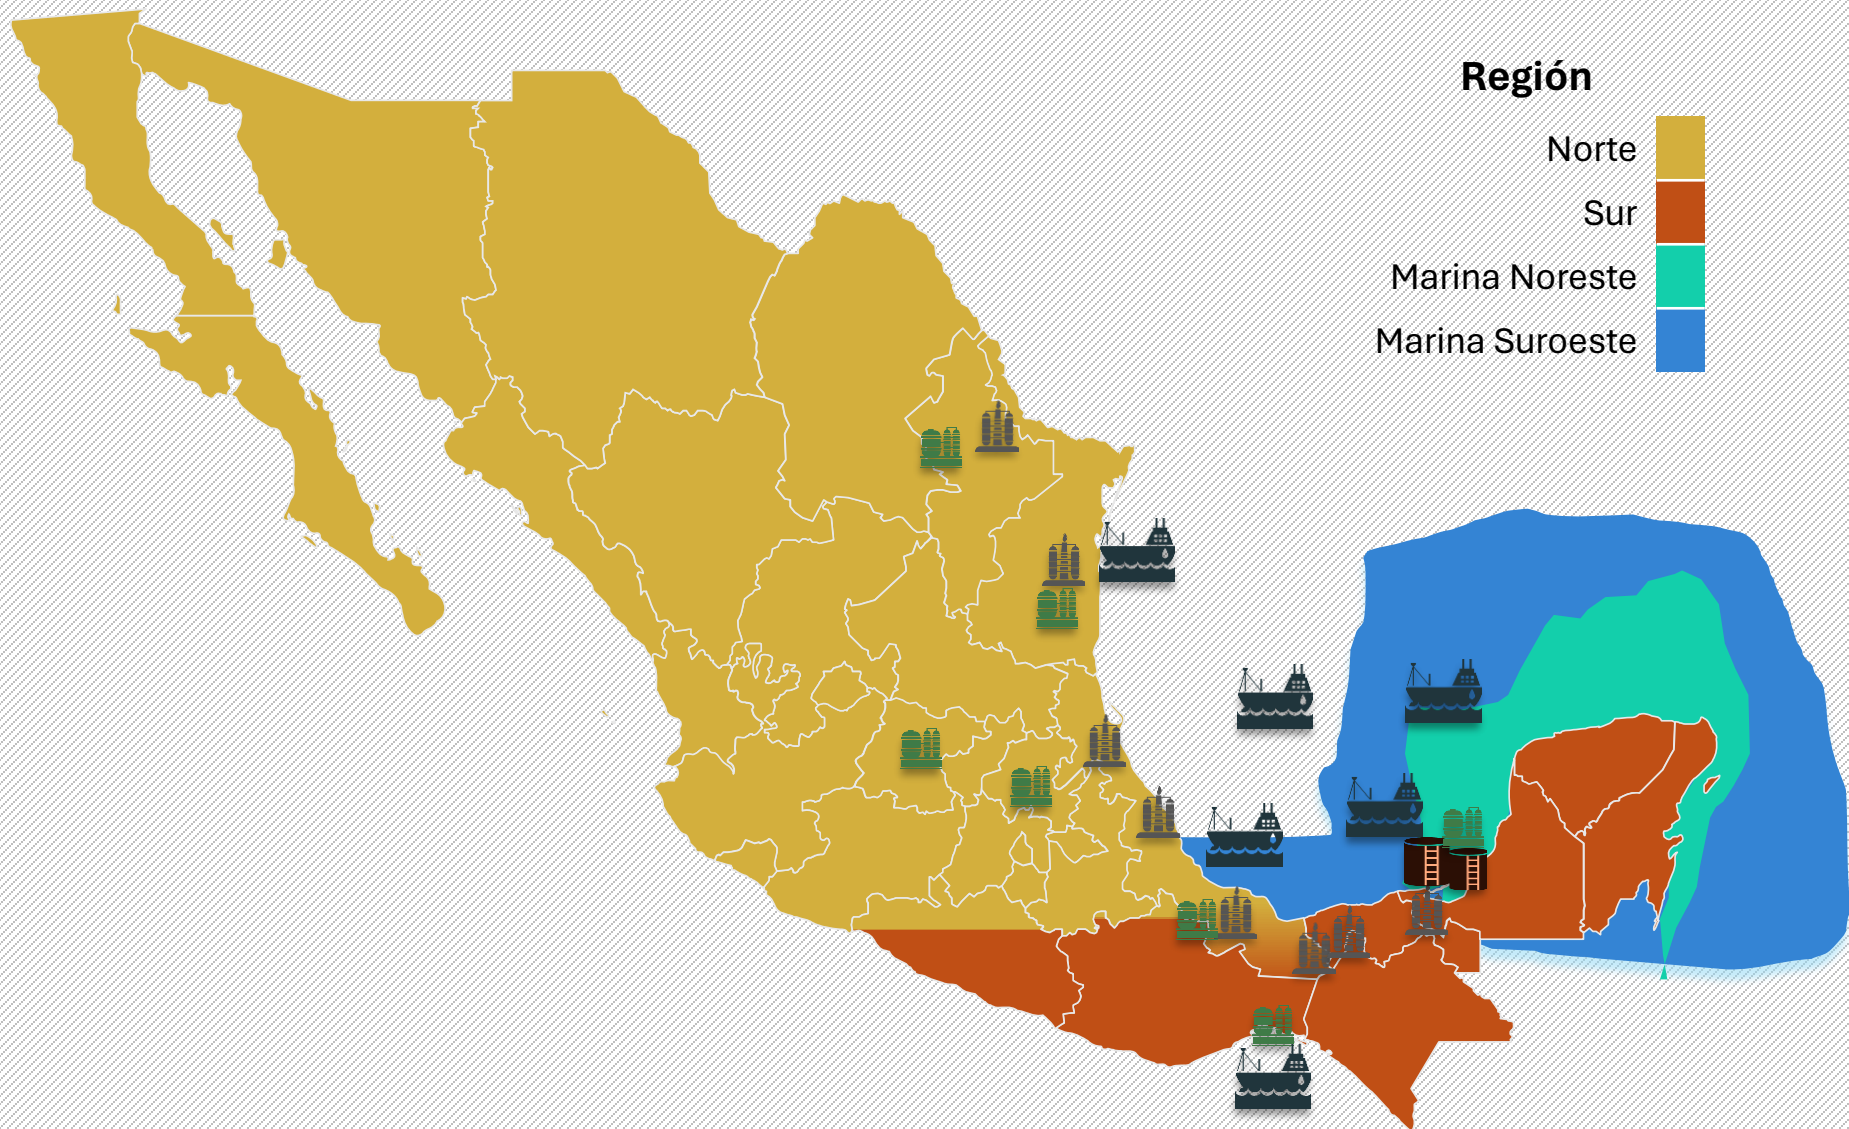 Región
Norte
Sur
Marina Noreste
Marina Suroeste